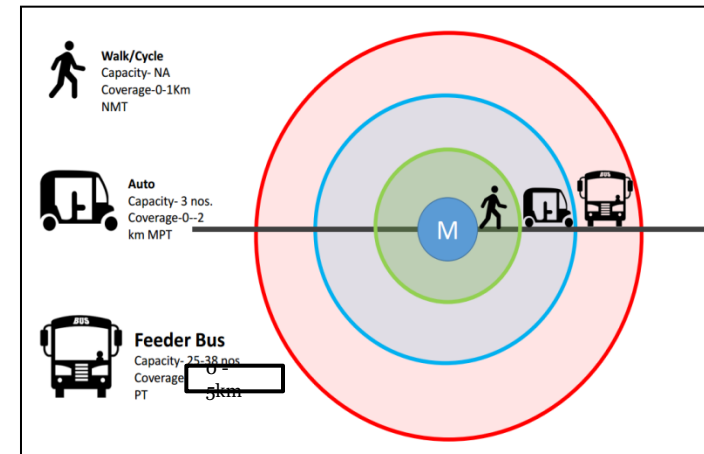 Walk/Cycle
Capacity- NA
Coverage-0-1Km
NMT
Auto
Capacity- 3 nos.
Coverage-0--2
km MPT
M
BUS
BUS
Feeder Bus
Capacity- 25-38 nos
Coverage 0 -
5km
PT